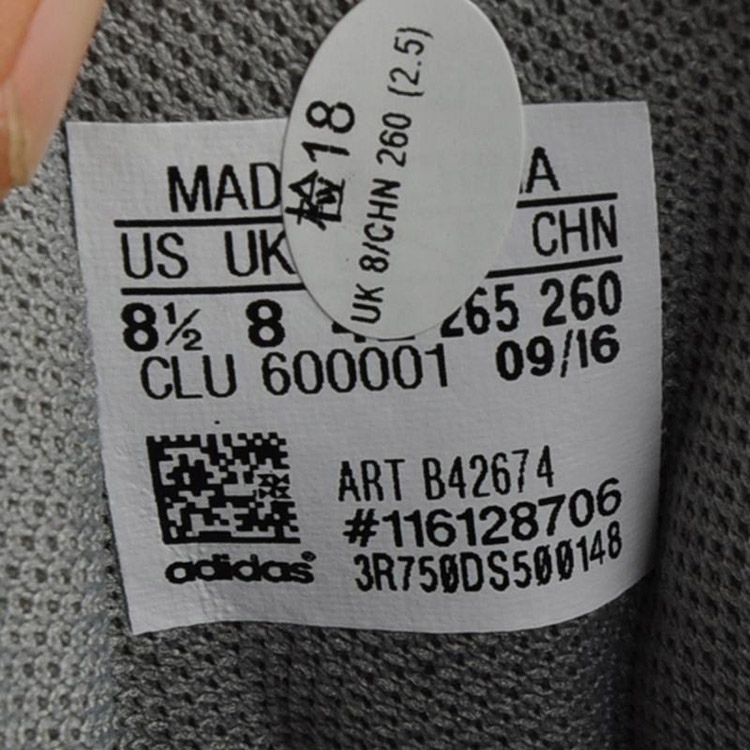 检18
UK 8/CHN 260 (2.5)
MAD
A
US UK CHN
8½ 8 265 260
CLU 600001 09/16
ART B42674
#116128706
adidas®
3R750DS500148